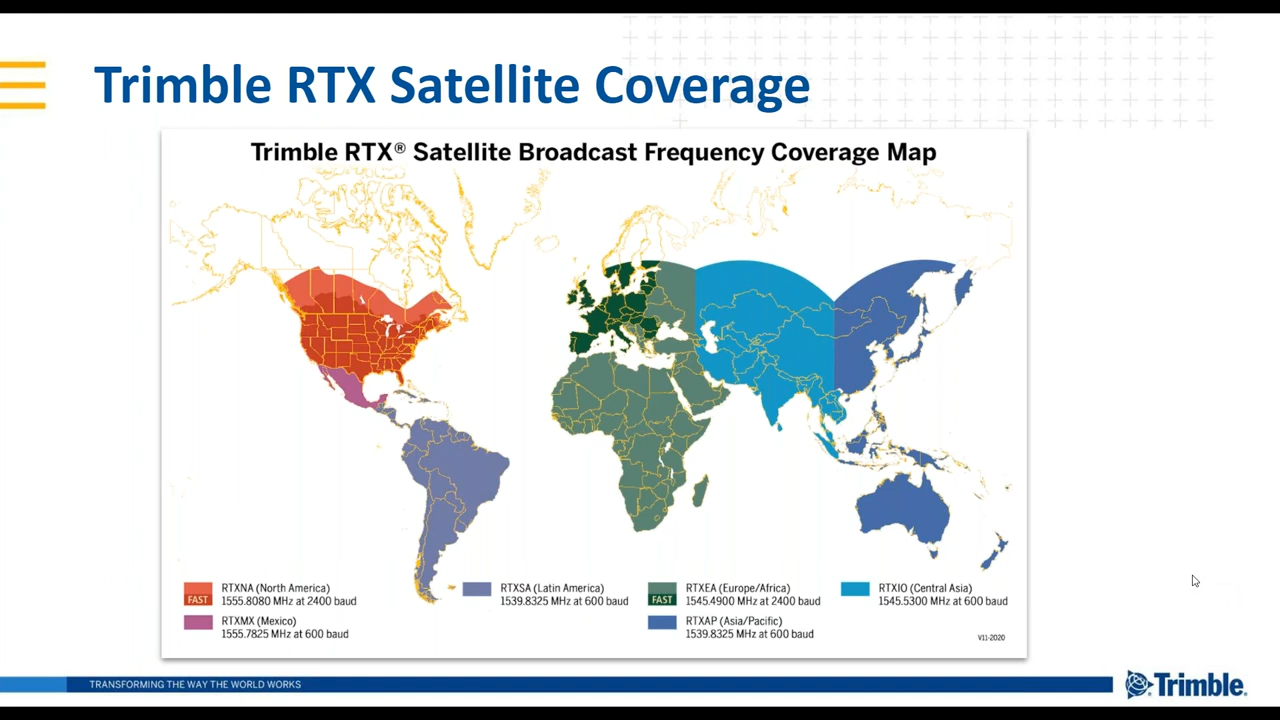 Trimble RTX Satellite Coverage
Trimble RTX® Satellite Broadcast Frequency Coverage Map
RTXNA (North America)
FAST
1555.8080 MHz at 2400 baud
RTXMX (Mexico)
1555.7825 MHz at 600 baud
RTXSA (Latin America)
1539.8325 MHz at 600 baud
RTXEA (Europe/Africa)
FAST
1545.4900 MHz at 2400 baud
RTXAP (Asia/Pacific)
1539.8325 MHz at 600 baud
RTXIO (Central Asia)
1545.5300 MHz at 600 baud
V11-2020
TRANSFORMING THE WAY THE WORLD WORKS
Trimble.